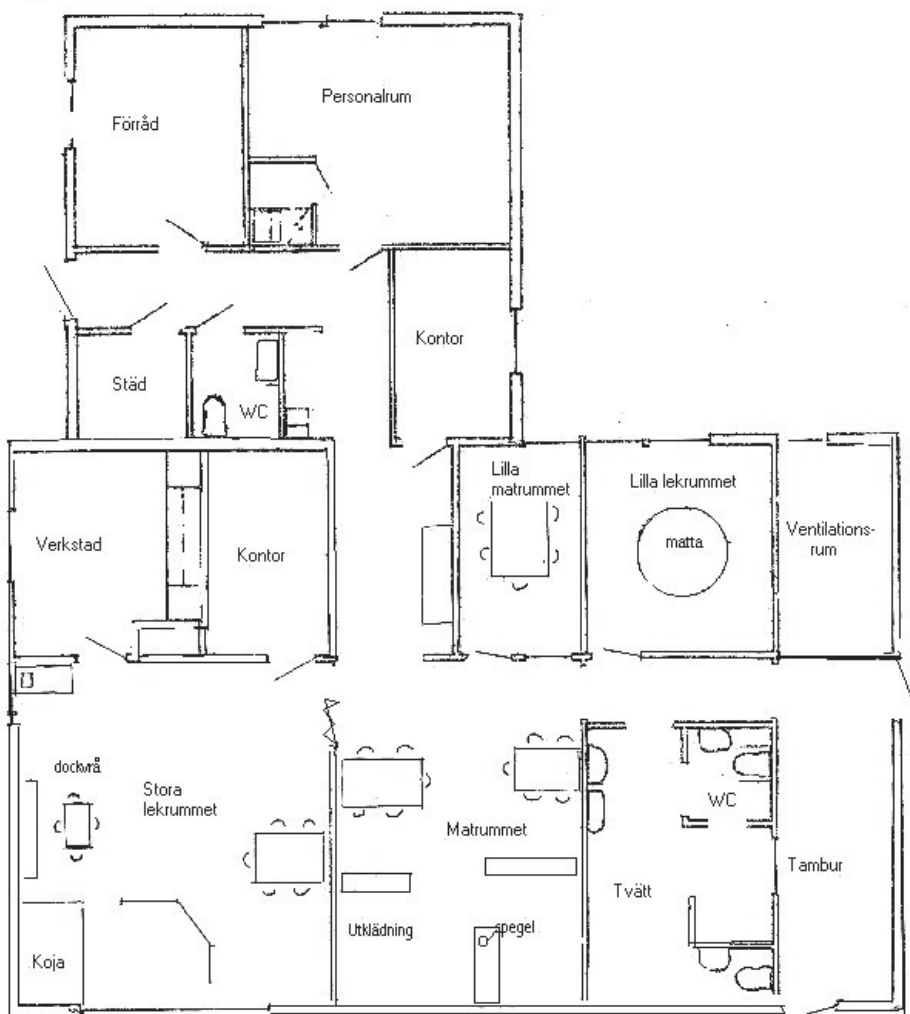 Personalrum
Förråd
Kontor
Städ
WC
Lilla
matrummet
Lilla lekrummet
Verkstad
Kontor
matta
Ventilations-
rum
dockvrå
Stora
lekrummet
WC
Matrummet
Tvätt
Tambur
Utklädning
spegel
Koja